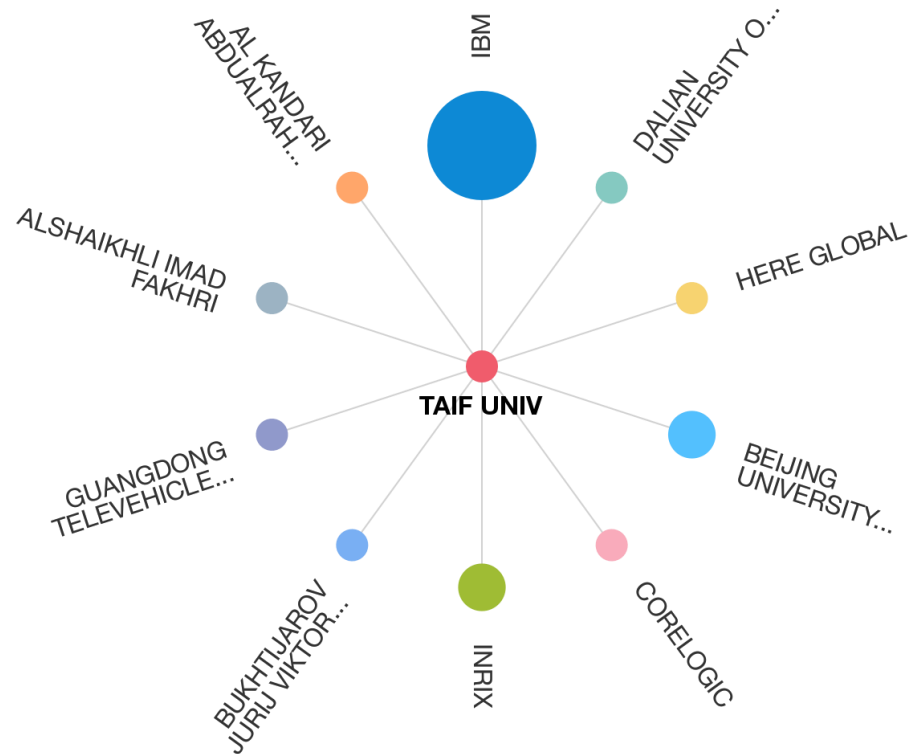 IBM
DALIAN
UNIVERSITY O...
HERE GLOBAL
BEIJING
UNIVERSITY...
CORELOGIC
INRIX
BUKHTIJAROV
JURIJ VIKTOR...
GUANGDONG
TELEVEHICLE...
ALSHAIKHLI IMAD
FAKHRI
AL KANDARI
ABDUALRAH...
TAIF UNIV